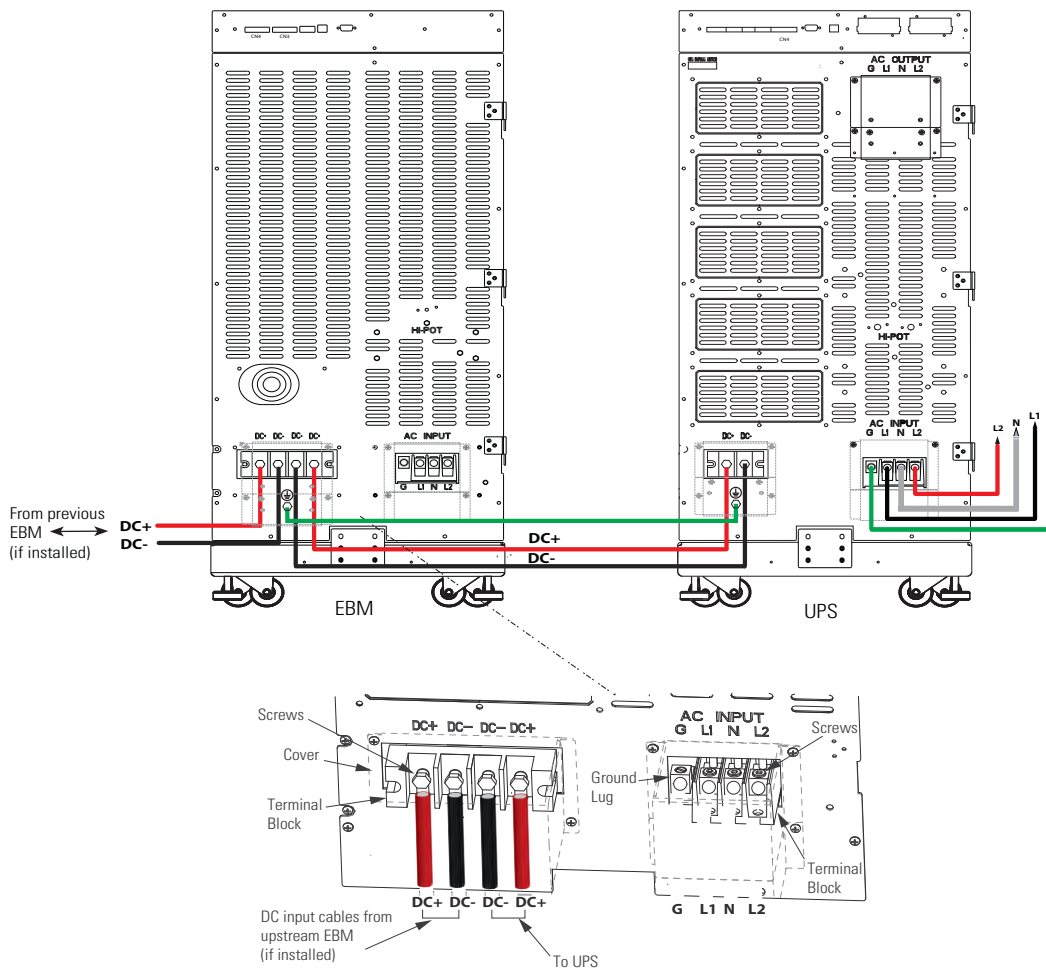 CN4 CN3
CN4
AC OUTPUT
G L1 N L2
HI-POT
HI-POT
DC+ DC- DC- DC+
AC INPUT
G L1 N L2
DC+ DC-
AC INPUT
G L1 N L2
L2 N L1
From previous
EBM
(if installed)
DC+
DC-
DC+
DC-
EBM
UPS
Screws
Cover
Terminal
Block
DC+ DC- DC- DC+
AC INPUT
G L1 N L2
Screws
Ground
Lug
Terminal
Block
DC+ DC- DC- DC+
G L1 N L2
DC input cables from
upstream EBM
(if installed)
To UPS